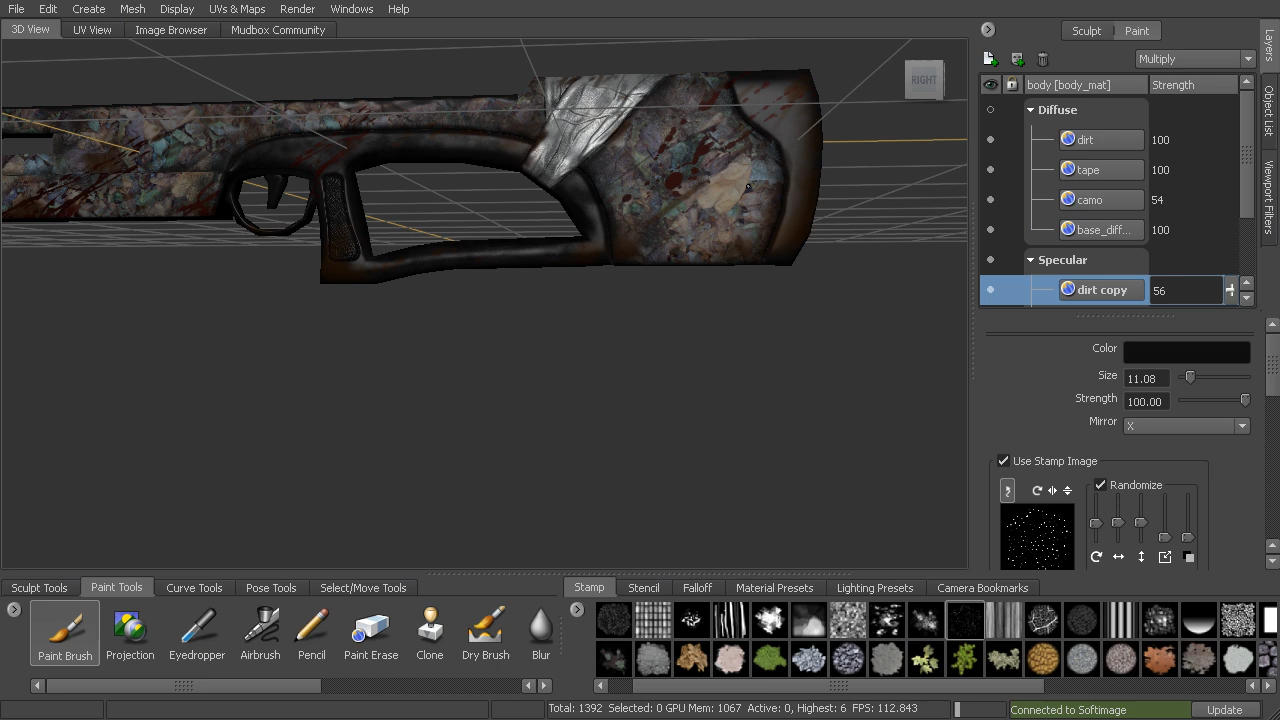 File Edit Create Mesh Display UVs & Maps Render Windows Help
3D View UV View Image Browser Mudbox Community
RIGHT
Sculpt Paint
Multiply
body [body_mat] Strength
Diffuse
dirt 100
tape 100
camo 54
base_diff... 100
Specular
dirt copy 56
Layers
Object List
Viewport Filters
Color
Size 11.08
Strength 100.00
Mirror X
Use Stamp Image
Randomize
Sculpt Tools Paint Tools Curve Tools Pose Tools Select/Move Tools
Stamp Stencil Falloff Material Presets Lighting Presets Camera Bookmarks
Paint Brush Projection Eyedropper Airbrush Pencil Paint Erase Clone Dry Brush Blur
Total: 1392 Selected: 0 GPU Mem: 1067 Active: 0, Highest: 6 FPS: 112.843
Connected to Softimage Update